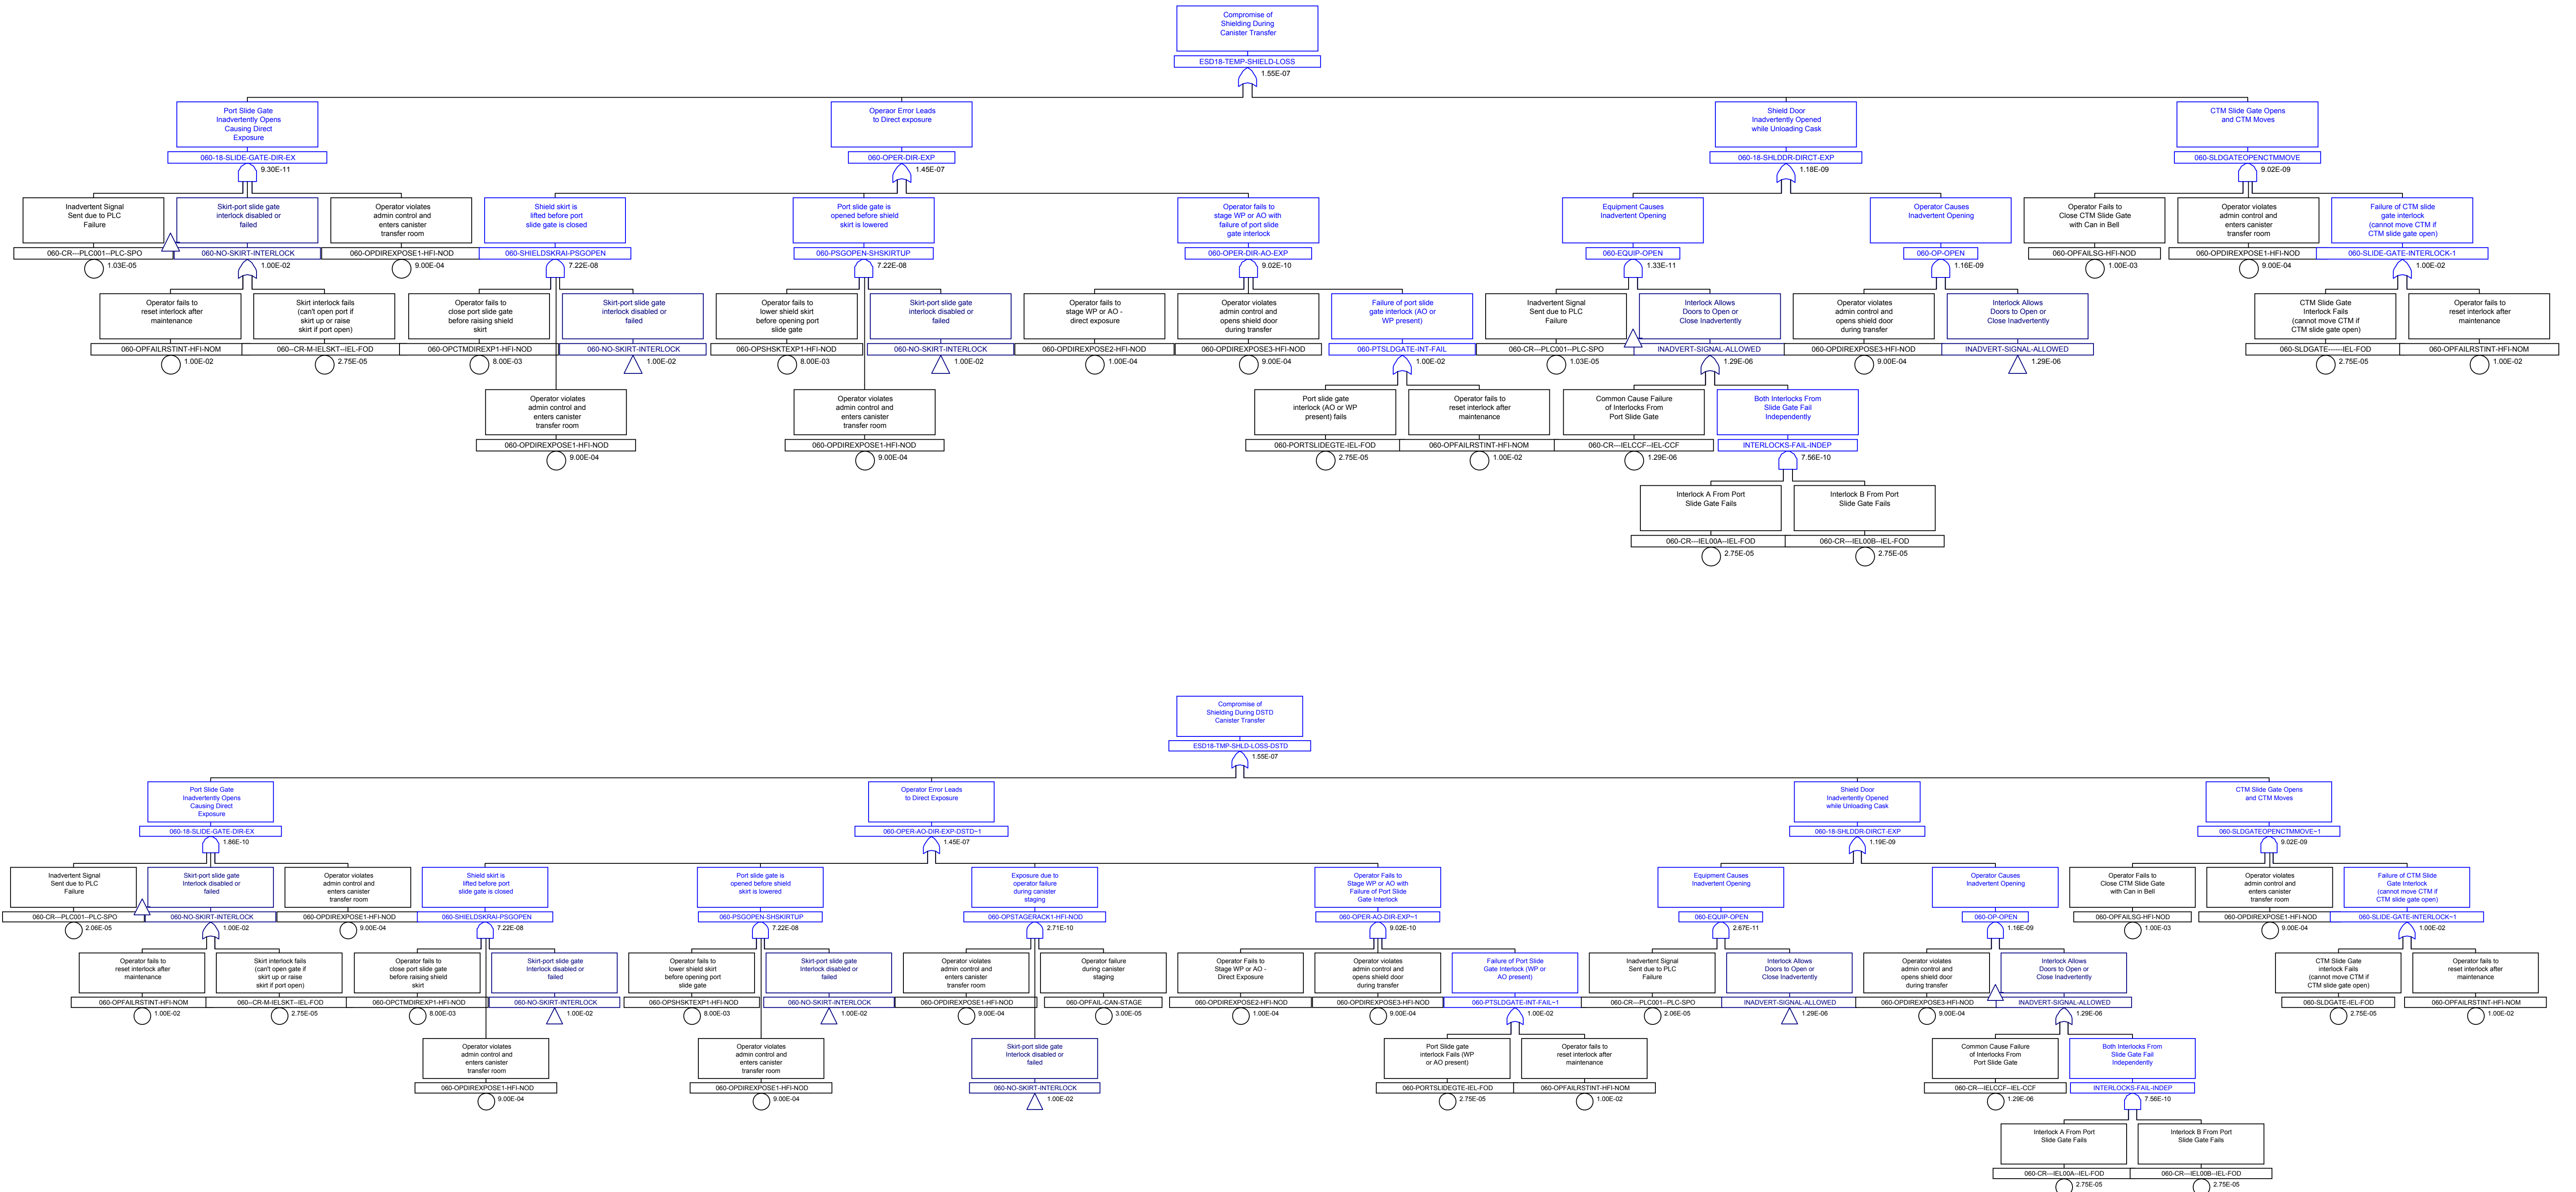 Compromise of
Shielding During
Canister Transfer
ESD18-TEMP-SHIELD-LOSS
1.55E-07
Port Slide Gate
Inadvertently Opens
Causing Direct
Exposure
060-18-SLIDE-GATE-DIR-EX
9.30E-11
Operaor Error Leads
to Direct exposure
060-OPER-DIR-EXP
1.45E-07
Shield Door
Inadvertently Opened
while Unloading Cask
060-18-SHLDDR-DIRCT-EXP
1.18E-09
CTM Slide Gate Opens
and CTM Moves
060-SLDGATEOPENCTMMOVE
9.02E-09
Inadvertent Signal
Sent due to PLC
Failure
060-CR---PLC001--PLC-SPO
1.03E-05
Skirt-port slide gate
interlock disabled or
failed
060-NO-SKIRT-INTERLOCK
1.00E-02
Operator violates
admin control and
enters canister
transfer room
060-OPDIREXPOSE1-HFI-NOD
9.00E-04
Shield skirt is
lifted before port
slide gate is closed
060-SHIELDSKRAI-PSGOPEN
7.22E-08
Port slide gate is
opened before shield
skirt is lowered
060-PSGOPEN-SHSKIRTUP
7.22E-08
Operator fails to
stage WP or AO with
failure of port slide
gate interlock
060-OPER-DIR-AO-EXP
9.02E-10
Equipment Causes
Inadvertent Opening
060-EQUIP-OPEN
1.33E-11
Operator Causes
Inadvertent Opening
060-OP-OPEN
1.16E-09
Operator Fails to
Close CTM Slide Gate
with Can in Bell
060-OPFAILSG-HFI-NOD
1.00E-03
Operator violates
admin control and
enters canister
transfer room
060-OPDIREXPOSE1-HFI-NOD
9.00E-04
Failure of CTM slide
gate interlock
(cannot move CTM if
CTM slide gate open)
060-SLIDE-GATE-INTERLOCK-1
1.00E-02
Operator fails to
reset interlock after
maintenance
060-OPFAILRSTINT-HFI-NOM
1.00E-02
Skirt interlock fails
(can't open port if
skirt up or raise
skirt if port open)
060--CR-M-IELSKT--IEL-FOD
2.75E-05
Operator fails to
close port slide gate
before raising shield
skirt
060-OPCTMDIREXP1-HFI-NOD
8.00E-03
Skirt-port slide gate
interlock disabled or
failed
060-NO-SKIRT-INTERLOCK
1.00E-02
Operator fails to
lower shield skirt
before opening port
slide gate
060-OPSHSKTEXP1-HFI-NOD
8.00E-03
Skirt-port slide gate
interlock disabled or
failed
060-NO-SKIRT-INTERLOCK
1.00E-02
Operator fails to
stage WP or AO -
direct exposure
060-OPDIREXPOSE2-HFI-NOD
1.00E-04
Operator violates
admin control and
opens shield door
during transfer
060-OPDIREXPOSE3-HFI-NOD
9.00E-04
Failure of port slide
gate interlock (AO or
WP present)
060-PTSLDGATE-INT-FAIL
1.00E-02
Inadvertent Signal
Sent due to PLC
Failure
060-CR---PLC001--PLC-SPO
1.03E-05
Interlock Allows
Doors to Open or
Close Inadvertently
INADVERT-SIGNAL-ALLOWED
1.29E-06
Operator violates
admin control and
opens shield door
during transfer
060-OPDIREXPOSE3-HFI-NOD
9.00E-04
Interlock Allows
Doors to Open or
Close Inadvertently
INADVERT-SIGNAL-ALLOWED
1.29E-06
CTM Slide Gate
Interlock Fails
(cannot move CTM if
CTM slide gate open)
060-SLDGATE------IEL-FOD
2.75E-05
Operator fails to
reset interlock after
maintenance
060-OPFAILRSTINT-HFI-NOM
1.00E-02
Operator violates
admin control and
enters canister
transfer room
060-OPDIREXPOSE1-HFI-NOD
9.00E-04
Operator violates
admin control and
enters canister
transfer room
060-OPDIREXPOSE1-HFI-NOD
9.00E-04
Port slide gate
interlock (AO or WP
present) fails
060-PORTSLIDEGTE-IEL-FOD
2.75E-05
Operator fails to
reset interlock after
maintenance
060-OPFAILRSTINT-HFI-NOM
1.00E-02
Common Cause Failure
of Interlocks From
Port Slide Gate
060-CR---IELCCF--IEL-CCF
1.29E-06
Both Interlocks From
Slide Gate Fail
Independently
INTERLOCKS-FAIL-INDEP
7.56E-10
Interlock A From Port
Slide Gate Fails
060-CR---IEL00A--IEL-FOD
2.75E-05
Interlock B From Port
Slide Gate Fails
060-CR---IEL00B--IEL-FOD
2.75E-05
Compromise of
Shielding During DSTD
Canister Transfer
ESD18-TMP-SHLD-LOSS-DSTD
1.55E-07
Port Slide Gate
Inadvertently Opens
Causing Direct
Exposure
060-18-SLIDE-GATE-DIR-EX
1.86E-10
Operator Error Leads
to Direct Exposure
060-OPER-AO-DIR-EXP-DSTD~1
1.45E-07
Shield Door
Inadvertently Opened
while Unloading Cask
060-18-SHLDDR-DIRCT-EXP
1.19E-09
CTM Slide Gate Opens
and CTM Moves
060-SLDGATEOPENCTMMOVE~1
9.02E-09
Inadvertent Signal
Sent due to PLC
Failure
060-CR---PLC001--PLC-SPO
2.06E-05
Skirt-port slide gate
Interlock disabled or
failed
060-NO-SKIRT-INTERLOCK
1.00E-02
Operator violates
admin control and
enters canister
transfer room
060-OPDIREXPOSE1-HFI-NOD
9.00E-04
Shield skirt is
lifted before port
slide gate is closed
060-SHIELDSKRAI-PSGOPEN
7.22E-08
Port slide gate is
opened before shield
skirt is lowered
060-PSGOPEN-SHSKIRTUP
7.22E-08
Exposure due to
operator failure
during canister
staging
060-OPSTAGERACK1-HFI-NOD
2.71E-10
Operator Fails to
Stage WP or AO with
Failure of Port Slide
Gate Interlock
060-OPER-AO-DIR-EXP~1
9.02E-10
Equipment Causes
Inadvertent Opening
060-EQUIP-OPEN
2.67E-11
Operator Causes
Inadvertent Opening
060-OP-OPEN
1.16E-09
Operator Fails to
Close CTM Slide Gate
with Can in Bell
060-OPFAILSG-HFI-NOD
1.00E-03
Operator violates
admin control and
enters canister
transfer room
060-OPDIREXPOSE1-HFI-NOD
9.00E-04
Failure of CTM Slide
Gate Interlock
(cannot move CTM if
CTM slide gate open)
060-SLIDE-GATE-INTERLOCK~1
1.00E-02
Operator fails to
reset interlock after
maintenance
060-OPFAILRSTINT-HFI-NOM
1.00E-02
Skirt interlock fails
(can't open gate if
skirt up or raise
skirt if port open)
060--CR-M-IELSKT--IEL-FOD
2.75E-05
Operator fails to
close port slide gate
before raising shield
skirt
060-OPCTMDIREXP1-HFI-NOD
8.00E-03
Skirt-port slide gate
Interlock disabled or
failed
060-NO-SKIRT-INTERLOCK
1.00E-02
Operator fails to
lower shield skirt
before opening port
slide gate
060-OPSHSKTEXP1-HFI-NOD
8.00E-03
Skirt-port slide gate
Interlock disabled or
failed
060-NO-SKIRT-INTERLOCK
1.00E-02
Operator violates
admin control and
enters canister
transfer room
060-OPDIREXPOSE1-HFI-NOD
9.00E-04
Operator failure
during canister
staging
060-OPFAIL-CAN-STAGE
3.00E-05
Operator Fails to
Stage WP or AO -
Direct Exposure
060-OPDIREXPOSE2-HFI-NOD
1.00E-04
Operator violates
admin control and
opens shield door
during transfer
060-OPDIREXPOSE3-HFI-NOD
9.00E-04
Failure of Port Slide
Gate Interlock (WP or
AO present)
060-PTSLDGATE-INT-FAIL~1
1.00E-02
Inadvertent Signal
Sent due to PLC
Failure
060-CR---PLC001--PLC-SPO
2.06E-05
Interlock Allows
Doors to Open or
Close Inadvertently
INADVERT-SIGNAL-ALLOWED
1.29E-06
Operator violates
admin control and
opens shield door
during transfer
060-OPDIREXPOSE3-HFI-NOD
9.00E-04
Interlock Allows
Doors to Open or
Close Inadvertently
INADVERT-SIGNAL-ALLOWED
1.29E-06
CTM Slide Gate
interlock Fails
(cannot move CTM if
CTM slide gate open)
060-SLDGATE-IEL-FOD
2.75E-05
Operator fails to
reset interlock after
maintenance
060-OPFAILRSTINT-HFI-NOM
1.00E-02
Operator violates
admin control and
enters canister
transfer room
060-OPDIREXPOSE1-HFI-NOD
9.00E-04
Operator violates
admin control and
enters canister
transfer room
060-OPDIREXPOSE1-HFI-NOD
9.00E-04
Skirt-port slide gate
Interlock disabled or
failed
060-NO-SKIRT-INTERLOCK
1.00E-02
Port Slide gate
interlock Fails (WP
or AO present)
060-PORTSLIDEGTE-IEL-FOD
2.75E-05
Operator fails to
reset interlock after
maintenance
060-OPFAILRSTINT-HFI-NOM
1.00E-02
Common Cause Failure
of Interlocks From
Port Slide Gate
060-CR---IELCCF--IEL-CCF
1.29E-06
Both Interlocks From
Slide Gate Fail
Independently
INTERLOCKS-FAIL-INDEP
7.56E-10
Interlock A From Port
Slide Gate Fails
060-CR---IEL00A--IEL-FOD
2.75E-05
Interlock B From Port
Slide Gate Fails
060-CR---IEL00B--IEL-FOD
2.75E-05